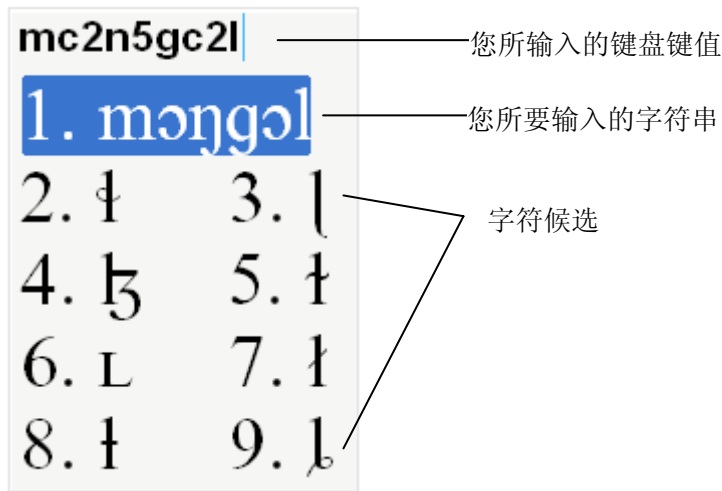 mc2n5gc2l
您所输入的键盘键值
1. mɔŋgɔl
您所要输入的字符串
2. ɬ 3. ɭ
字符候选
4. ɮ 5. ɫ
6. ʟ 7. ł
8. ƚ 9. ȴ